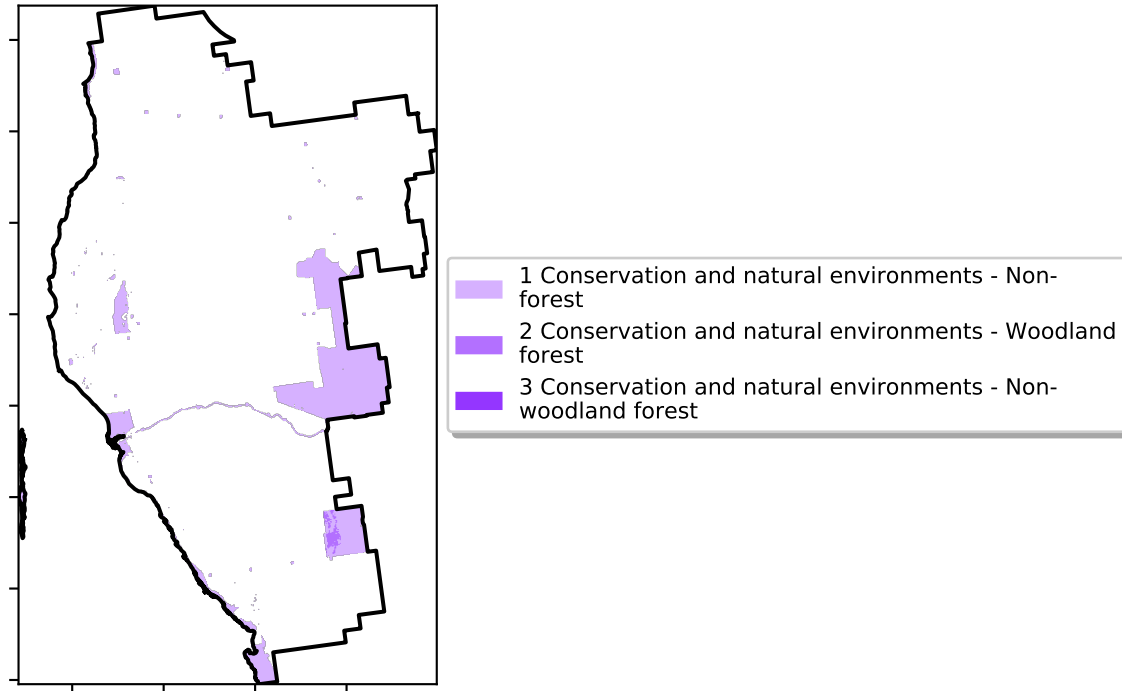 1 Conservation and natural environments - Non-
forest
2 Conservation and natural environments - Woodland
forest
3 Conservation and natural environments - Non-
woodland forest